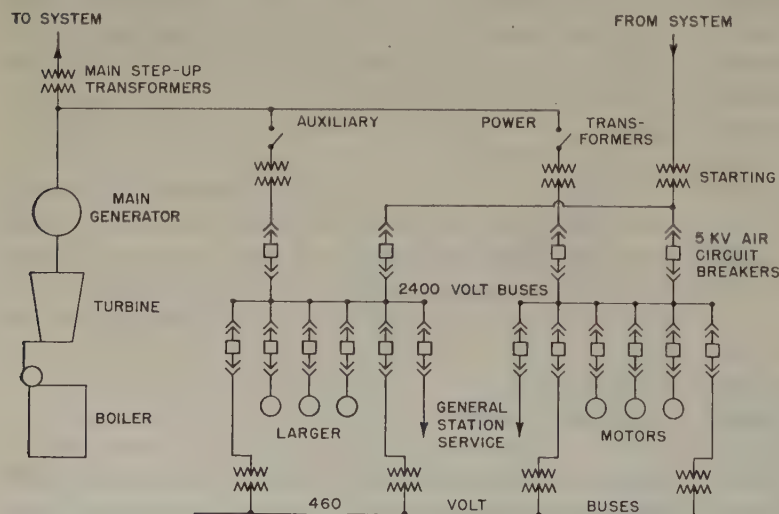 TO SYSTEM
FROM SYSTEM
MAIN STEP-UP
TRANSFORMERS
AUXILIARY
POWER
TRANS-
FORMERS
STARTING
MAIN
GENERATOR
5 KV AIR
CIRCUIT
BREAKERS
2400 VOLT BUSES
TURBINE
BOILER
LARGER
GENERAL
STATION
SERVICE
MOTORS
460 VOLT BUSES